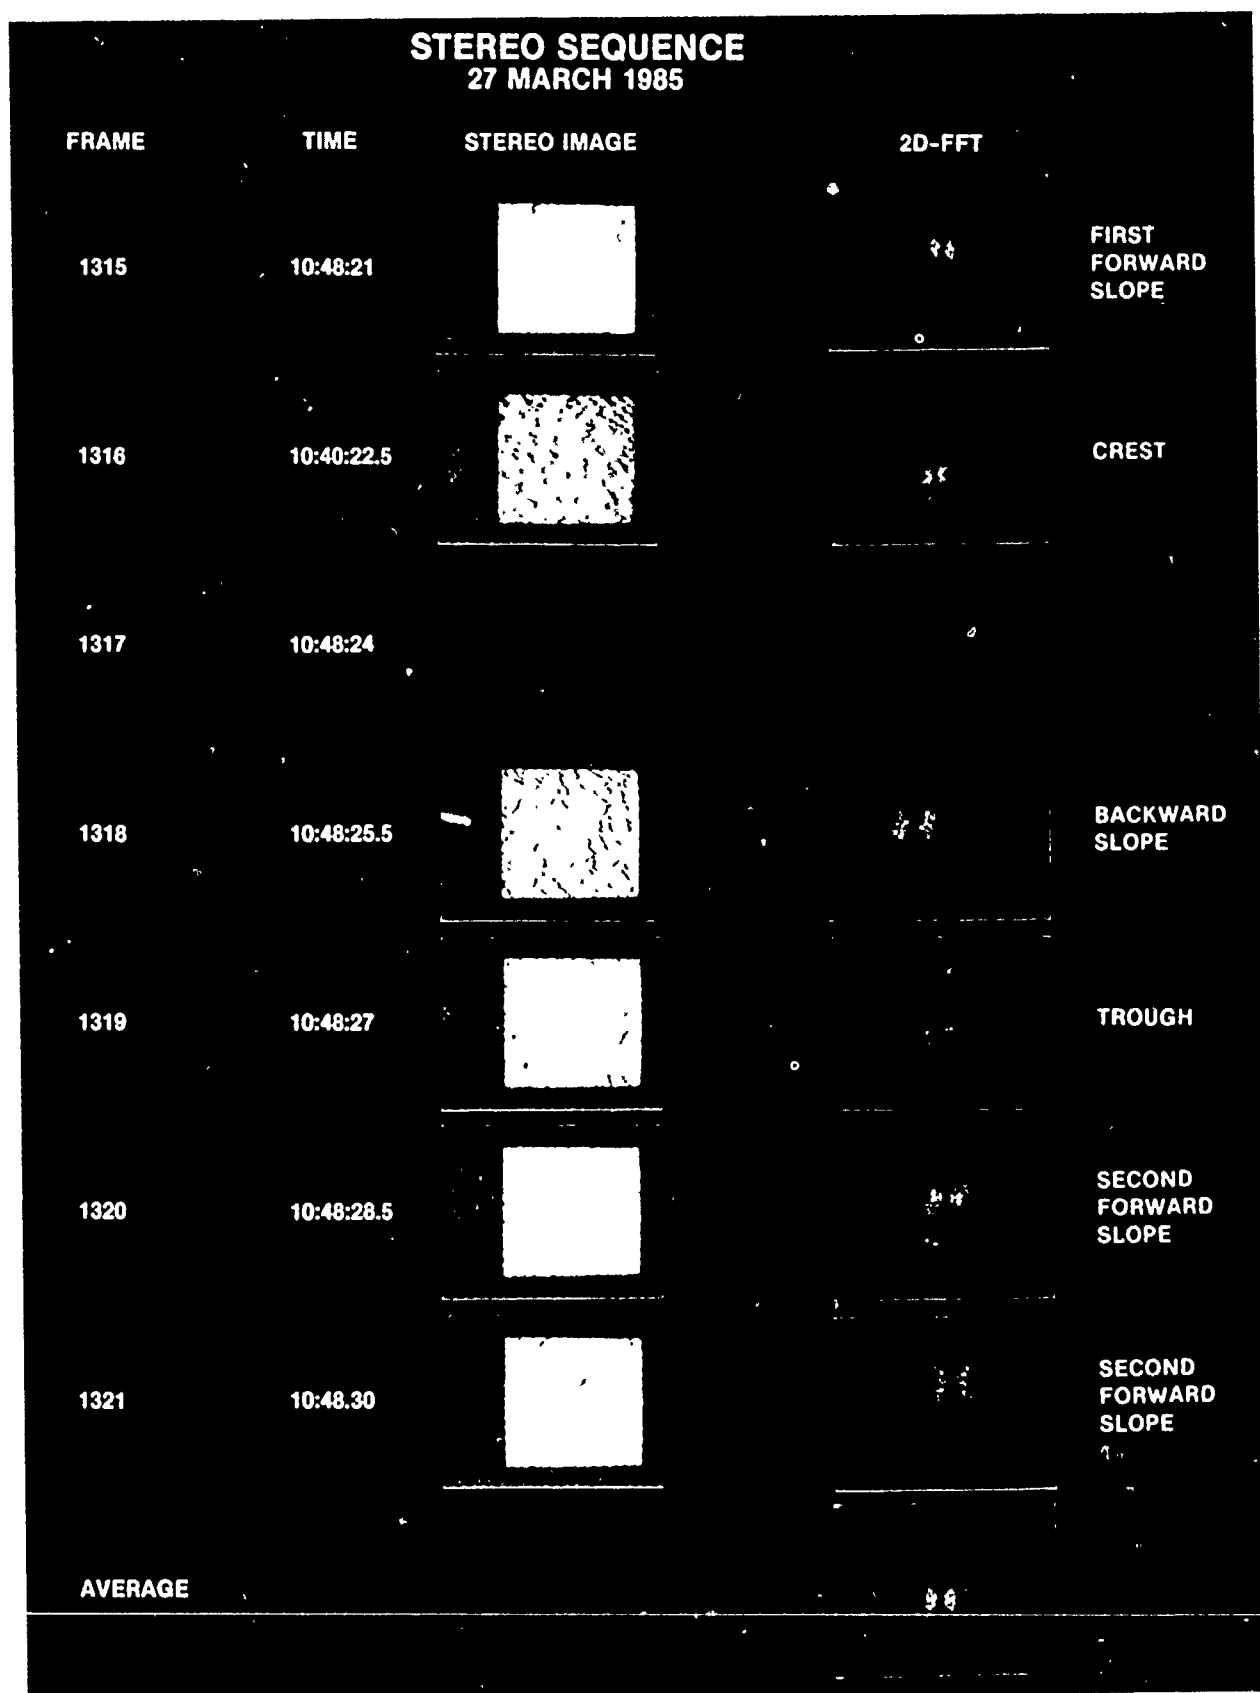 STEREO SEQUENCE
27 MARCH 1985
FRAME TIME STEREO IMAGE 2D-FFT
1315 10:48:21 FIRST FORWARD SLOPE
1316 10:40:22.5 CREST
1317 10:48:24
1318 10:48:25.5 BACKWARD SLOPE
1319 10:48:27 TROUGH
1320 10:48:28.5 SECOND FORWARD SLOPE
1321 10:48.30 SECOND FORWARD SLOPE
AVERAGE